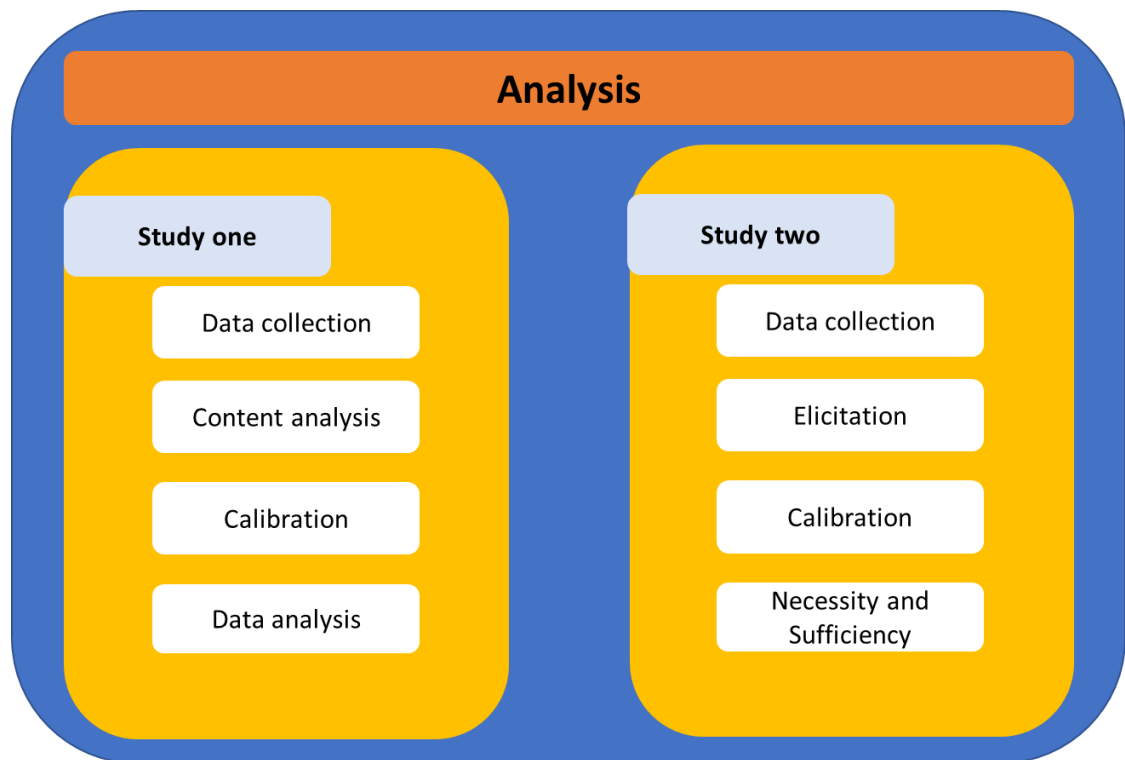 Analysis
Study one
Data collection
Content analysis
Calibration
Data analysis
Study two
Data collection
Elicitation
Calibration
Necessity and
Sufficiency